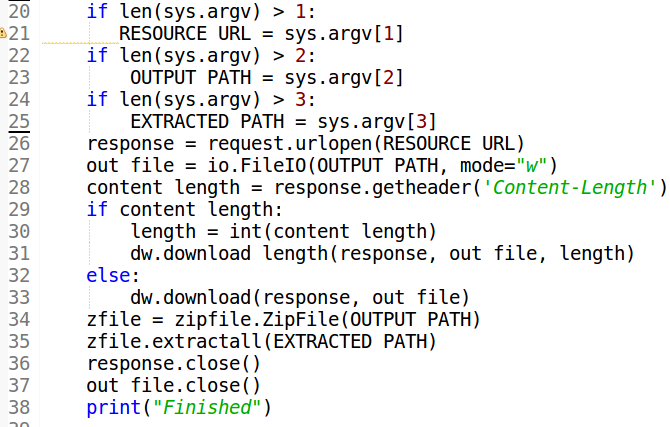 20 if len(sys.argv) > 1:
21 RESOURCE URL = sys.argv[1]
22 if len(sys.argv) > 2:
23 OUTPUT PATH = sys.argv[2]
24 if len(sys.argv) > 3:
25 EXTRACTED PATH = sys.argv[3]
26 response = request.urlopen(RESOURCE URL)
27 out file = io.FileIO(OUTPUT PATH, mode="w")
28 content length = response.getheader('Content-Length')
29 if content length:
30 length = int(content length)
31 dw.download length(response, out file, length)
32 else:
33 dw.download(response, out file)
34 zfile = zipfile.ZipFile(OUTPUT PATH)
35 zfile.extractall(EXTRACTED PATH)
36 response.close()
37 out file.close()
38 print("Finished")